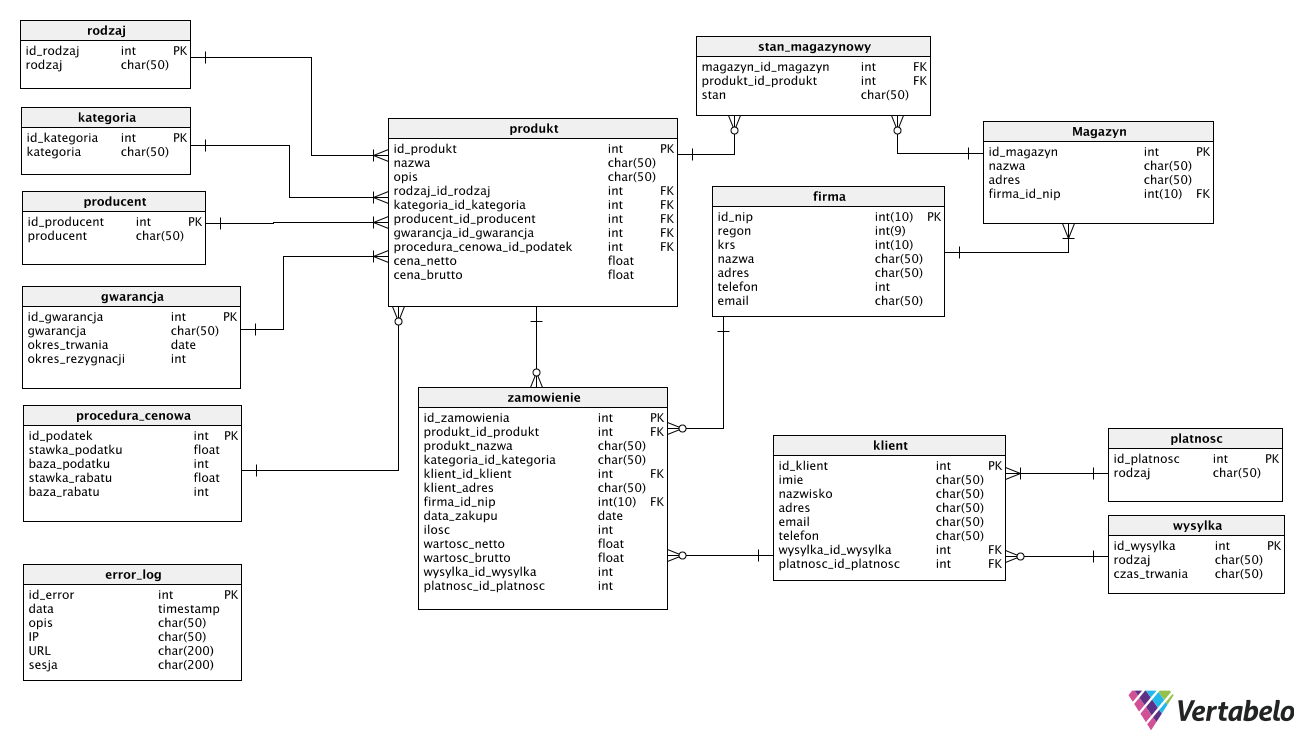 rodzaj
id_rodzaj int PK
rodzaj char(50)
kategoria
id_kategoria int PK
kategoria char(50)
producent
id_producent int PK
producent char(50)
gwarancja
id_gwarancja int PK
gwarancja char(50)
okres_trwania date
okres_rezygnacji int
procedura_cenowa
id_podatek int PK
stawka_podatku float
baza_podatku int
stawka_rabatu float
baza_rabatu int
error_log
id_error int PK
data timestamp
opis char(50)
IP char(50)
URL char(200)
sesja char(200)
produkt
id_produkt int PK
nazwa char(50)
opis char(50)
rodzaj_id_rodzaj int FK
kategoria_id_kategoria int FK
producent_id_producent int FK
gwarancja_id_gwarancja int FK
procedura_cenowa_id_podatek int FK
cena_netto float
cena_brutto float
zamowienie
id_zamowienia int PK
produkt_id_produkt int FK
produkt_nazwa char(50)
kategoria_id_kategoria char(50)
klient_id_klient int FK
klient_adres char(50)
firma_id_nip int(10) FK
data_zakupu date
ilosc int
wartosc_netto float
wartosc_brutto float
wysylka_id_wysylka int
platnosc_id_platnosc int
stan_magazynowy
magazyn_id_magazyn int FK
produkt_id_produkt int FK
stan char(50)
firma
id_nip int(10) PK
regon int(9)
krs int(10)
nazwa char(50)
adres char(50)
telefon int
email char(50)
Magazyn
id_magazyn int PK
nazwa char(50)
adres char(50)
firma_id_nip int(10) FK
klient
id_klient int PK
imie char(50)
nazwisko char(50)
adres char(50)
email char(50)
telefon char(50)
wysylka_id_wysylka int FK
platnosc_id_platnosc int FK
platnosc
id_platnosc int PK
rodzaj char(50)
wysylka
id_wysylka int PK
rodzaj char(50)
czas_trwania char(50)
Vertabelo